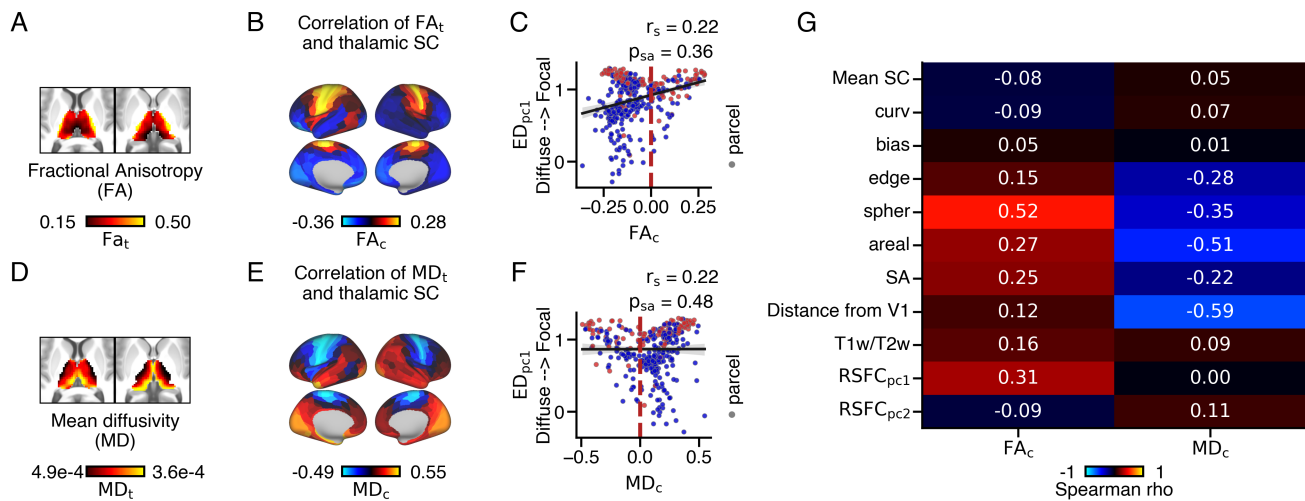 A
Fractional Anisotropy
(FA)
0.15 0.50
Fa_t
B
Correlation of FA_t
and thalamic SC
-0.36 0.28
FA_c
C
r_s = 0.22
p_sa = 0.36
ED_pc1
Diffuse --> Focal
1
0
−0.25 0.00 0.25
FA_c
parcel
D
Mean diffusivity
(MD)
4.9e-4 3.6e-4
MD_t
E
Correlation of MD_t
and thalamic SC
-0.49 0.55
MD_c
F
r_s = 0.22
p_sa = 0.48
ED_pc1
Diffuse --> Focal
1
0
−0.5 0.0 0.5
MD_c
parcel
G
Mean SC -0.08 0.05
curv -0.09 0.07
bias 0.05 0.01
edge 0.15 -0.28
spher 0.52 -0.35
areal 0.27 -0.51
SA 0.25 -0.22
Distance from V1 0.12 -0.59
T1w/T2w 0.16 0.09
RSFC_pc1 0.31 0.00
RSFC_pc2 -0.09 0.11
FA_c MD_c
-1 1
Spearman rho